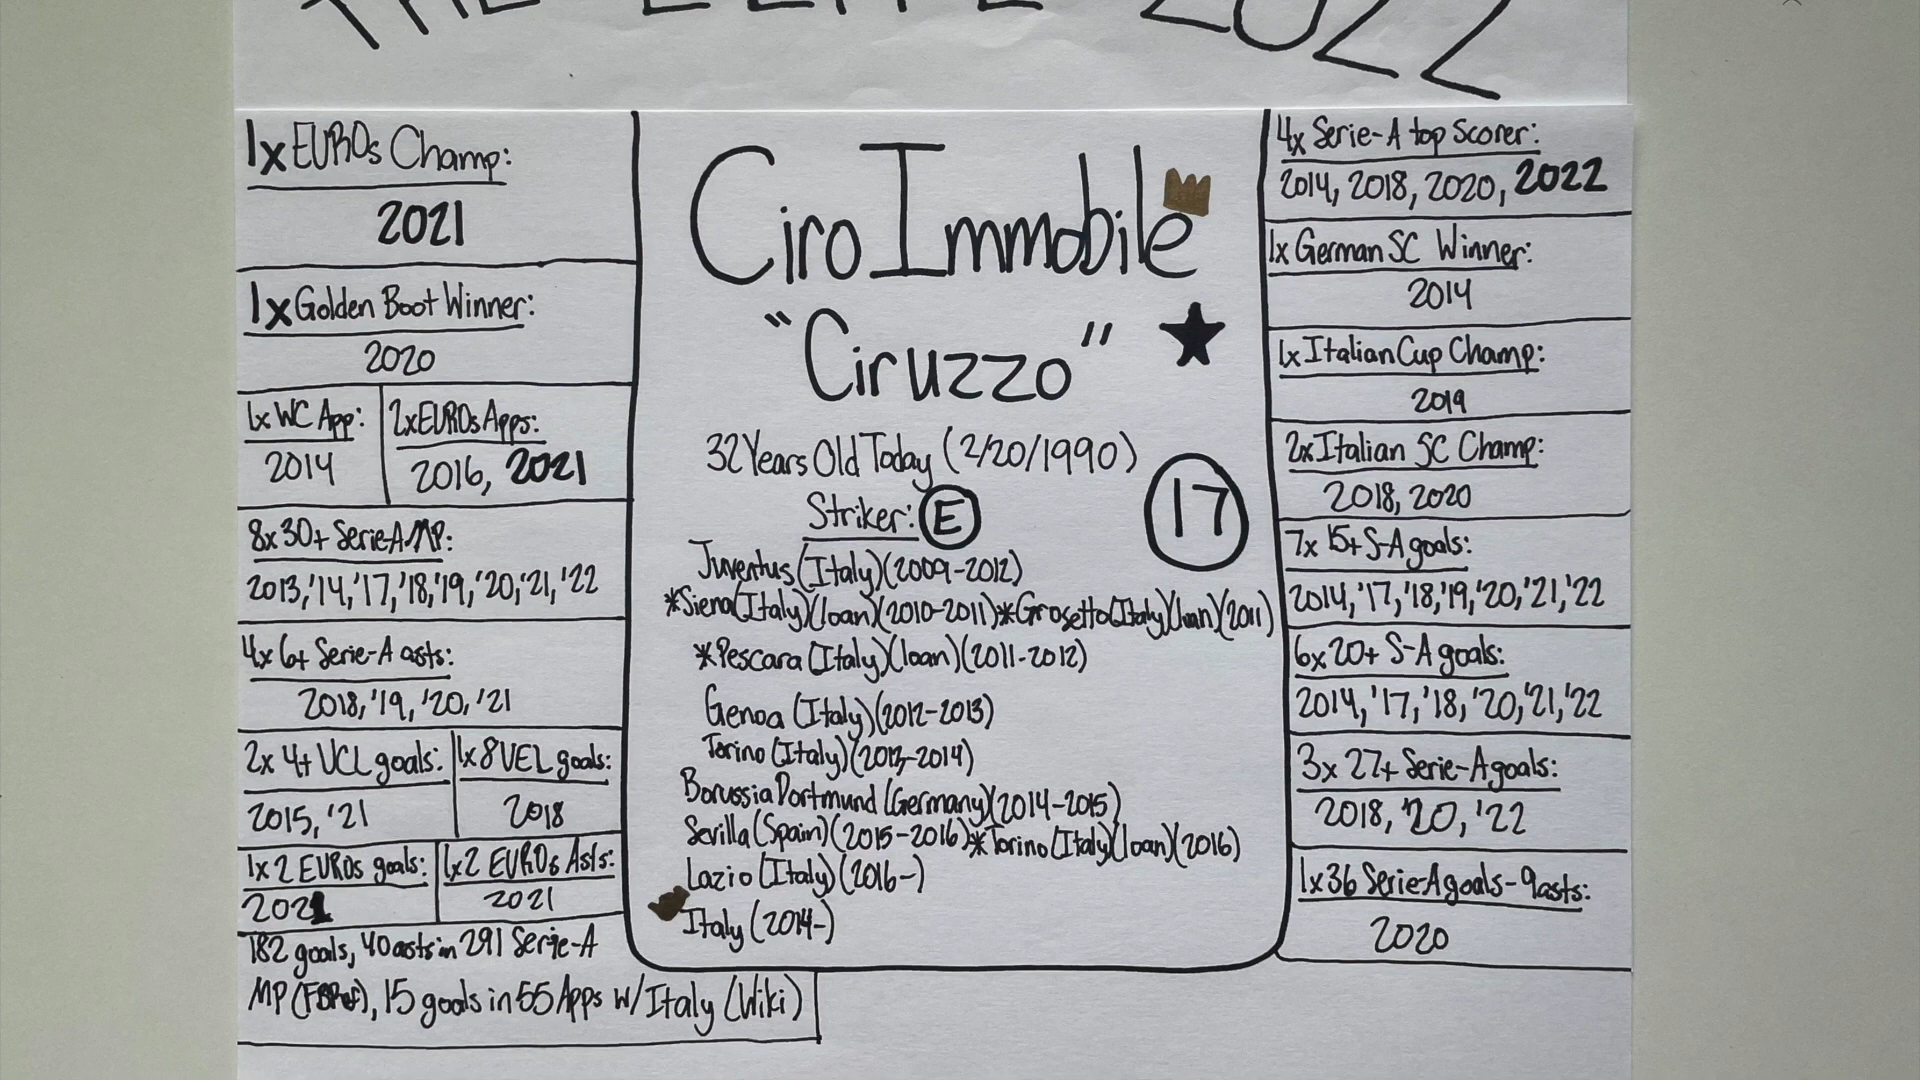 THE ELITE 2022
1x EUROs Champ:
2021
1x Golden Boot Winner:
2020
1x WC App:
2014
2x EUROs Apps:
2016, 2021
8x 30+ Serie-A MP:
2013, '14, '17, '18, '19, '20, '21, '22
4x 6+ Serie-A asts:
2018, '19, '20, '21
2x 4+ UCL goals:
2015, '21
1x 8 UEL goals:
2018
1x 2 EUROs goals:
2021
1x2 EUROs Asts:
2021
182 goals, 40 asts in 291 Serie-A
MP (FBRef), 15 goals in 55 Apps w/Italy (Wiki)
Ciro Immobile
"Ciruzzo"
32 Years Old Today (2/20/1990)
Striker: E
17
Juventus (Italy) (2009-2012)
*Siena (Italy) (loan) (2010-2011) *Grosetto (Italy) (loan) (2011)
*Pescara (Italy) (loan) (2011-2012)
Genoa (Italy) (2012-2013)
Torino (Italy) (2013-2014)
Borussia Dortmund (Germany) (2014-2015)
Sevilla (Spain) (2015-2016) *Torino (Italy) (loan) (2016)
Lazio (Italy) (2016-)
Italy (2014-)
4x Serie-A top Scorer:
2014, 2018, 2020, 2022
1x German SC Winner:
2014
1x Italian Cup Champ:
2019
2x Italian SC Champ:
2018, 2020
7x 15+ S-A goals:
2014, '17, '18, '19, '20, '21, '22
6x 20+ S-A goals:
2014, '17, '18, '20, '21, '22
3x 27+ Serie-A goals:
2018, '20, '22
1x 36 Serie-A goals-9asts:
2020